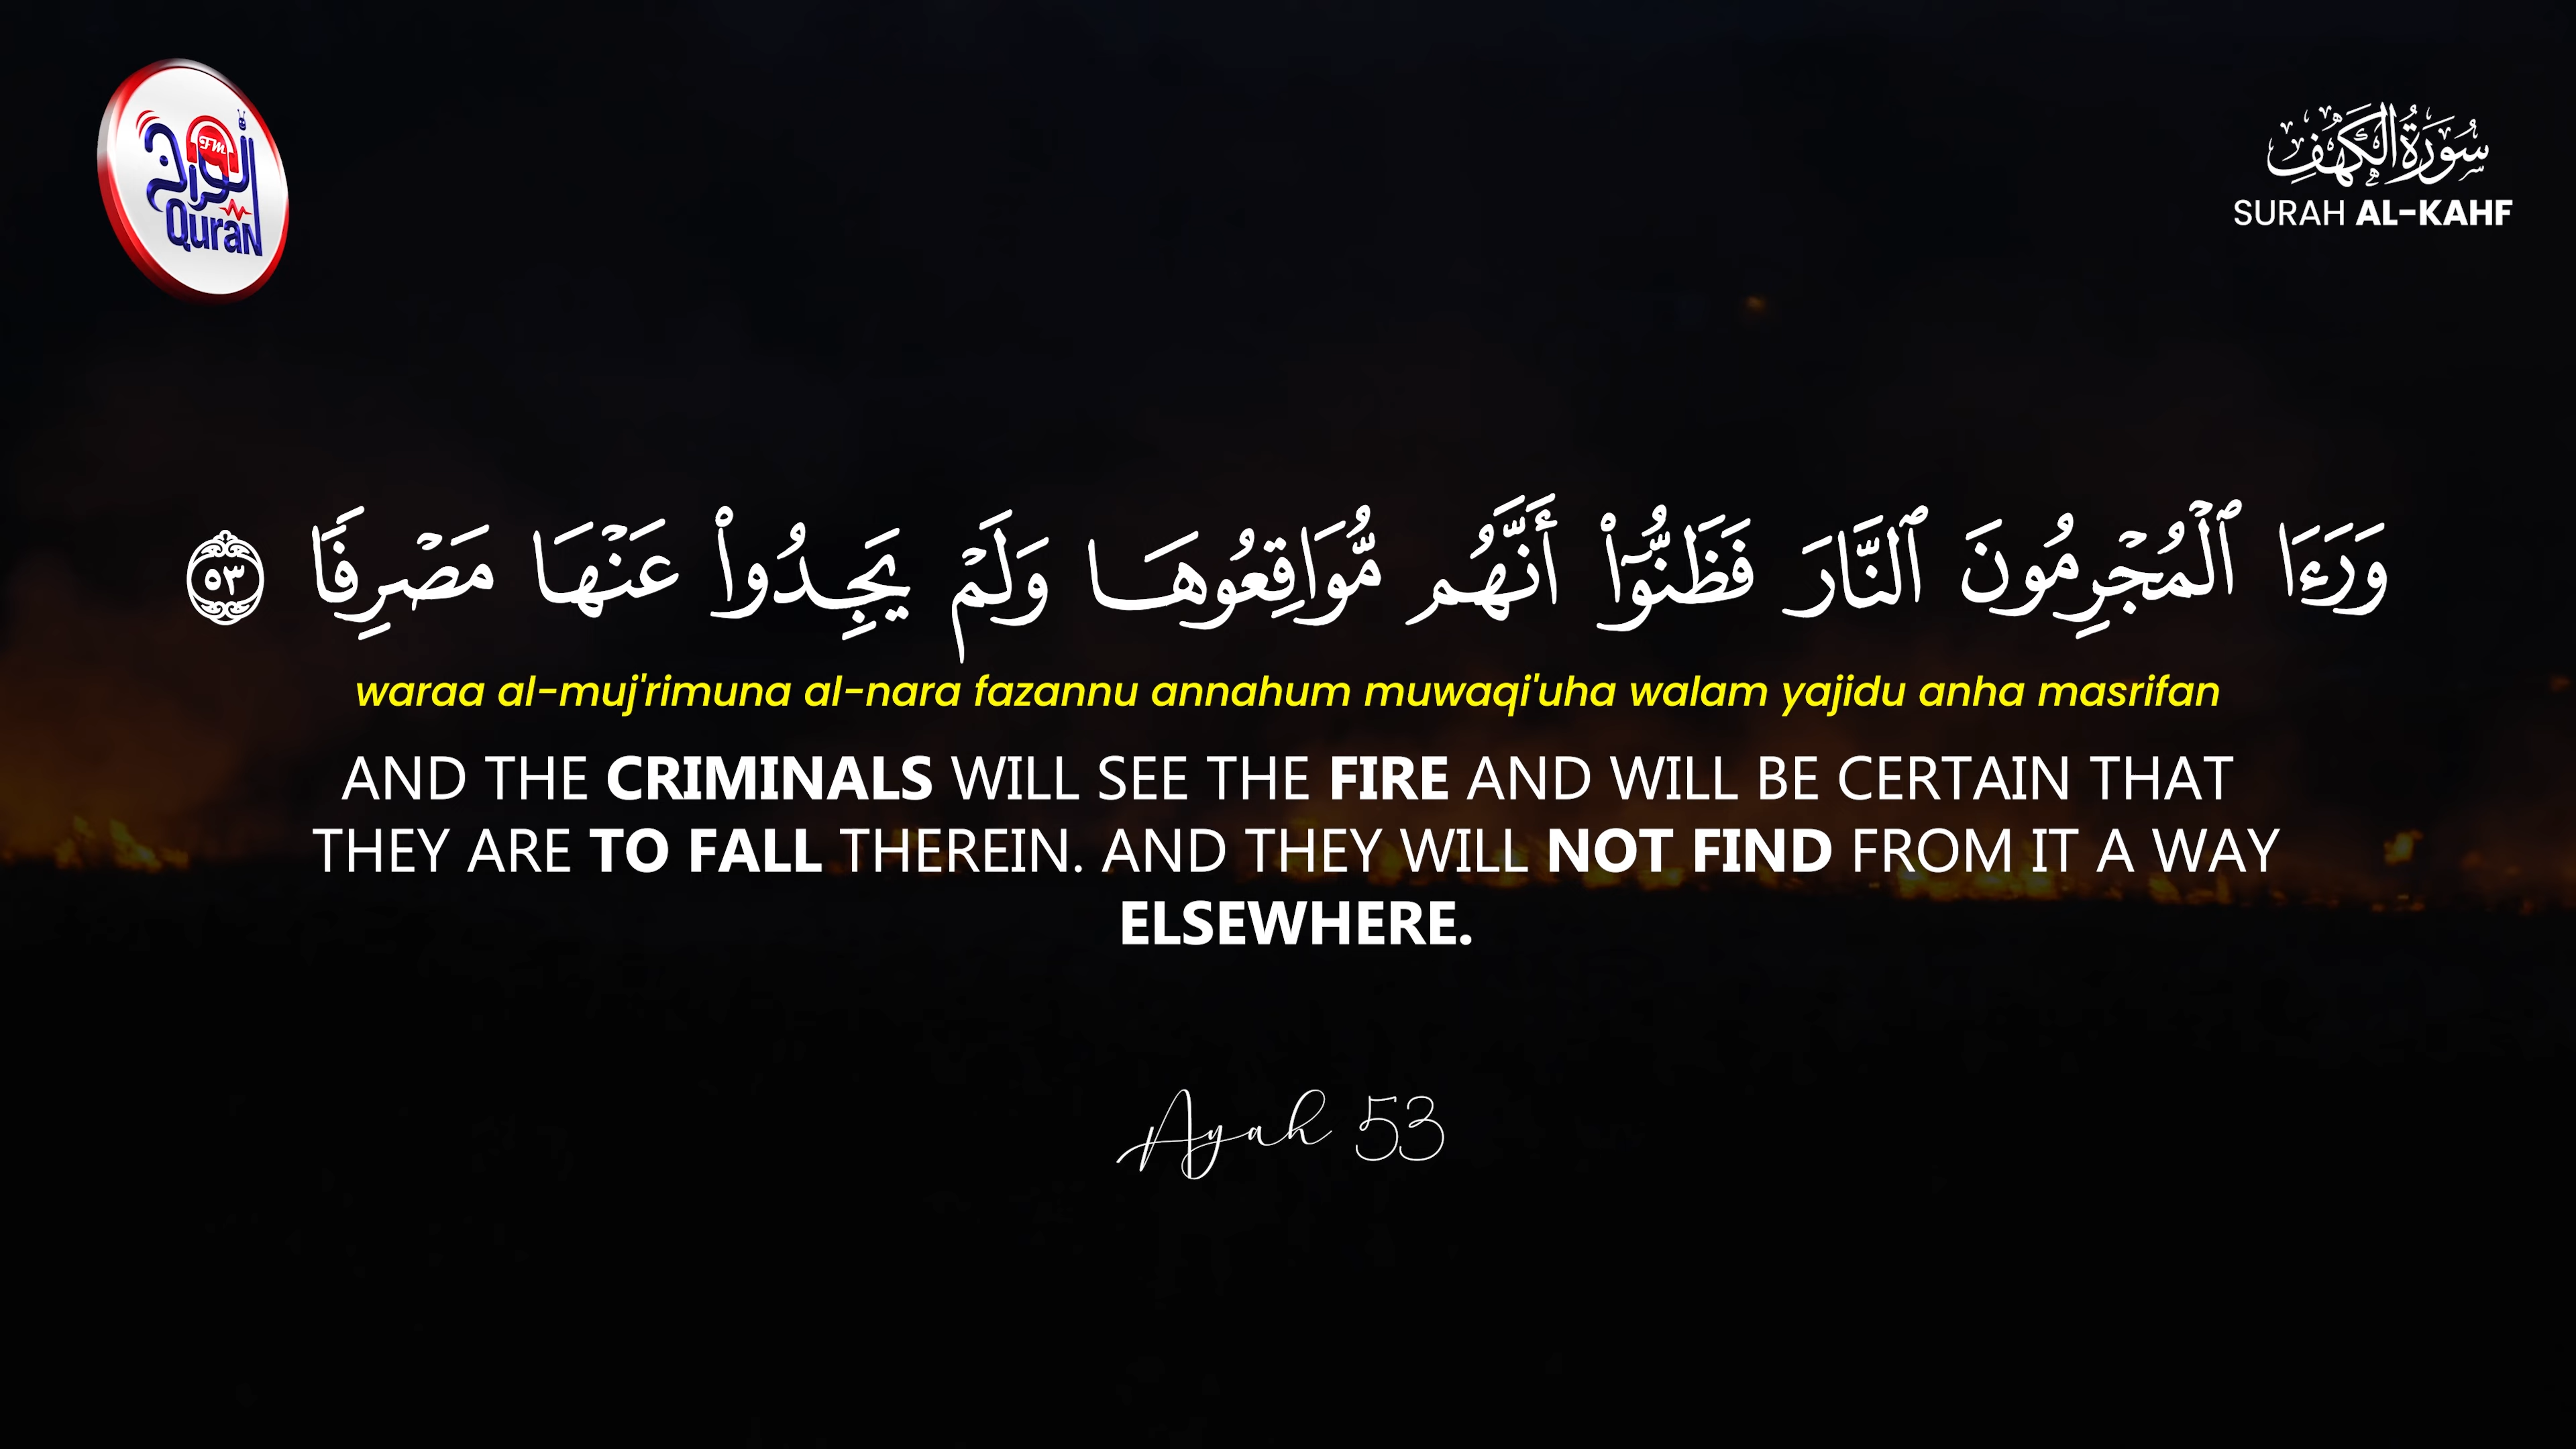 FM
Quran
سُورَةُ الكَهْفِ
SURAH AL-KAHF
وَرَءَا ٱلْمُجْرِمُونَ ٱلنَّارَ فَظَنُّوٓا۟ أَنَّهُم مُّوَاقِعُوهَا وَلَمْ يَجِدُوا۟ عَنْهَا مَصْرِفًا ٥٣
waraa al-muj'rimuna al-nara fazannu annahum muwaqi'uha walam yajidu anha masrifan
AND THE CRIMINALS WILL SEE THE FIRE AND WILL BE CERTAIN THAT
THEY ARE TO FALL THEREIN. AND THEY WILL NOT FIND FROM IT A WAY
ELSEWHERE.
Ayah 53